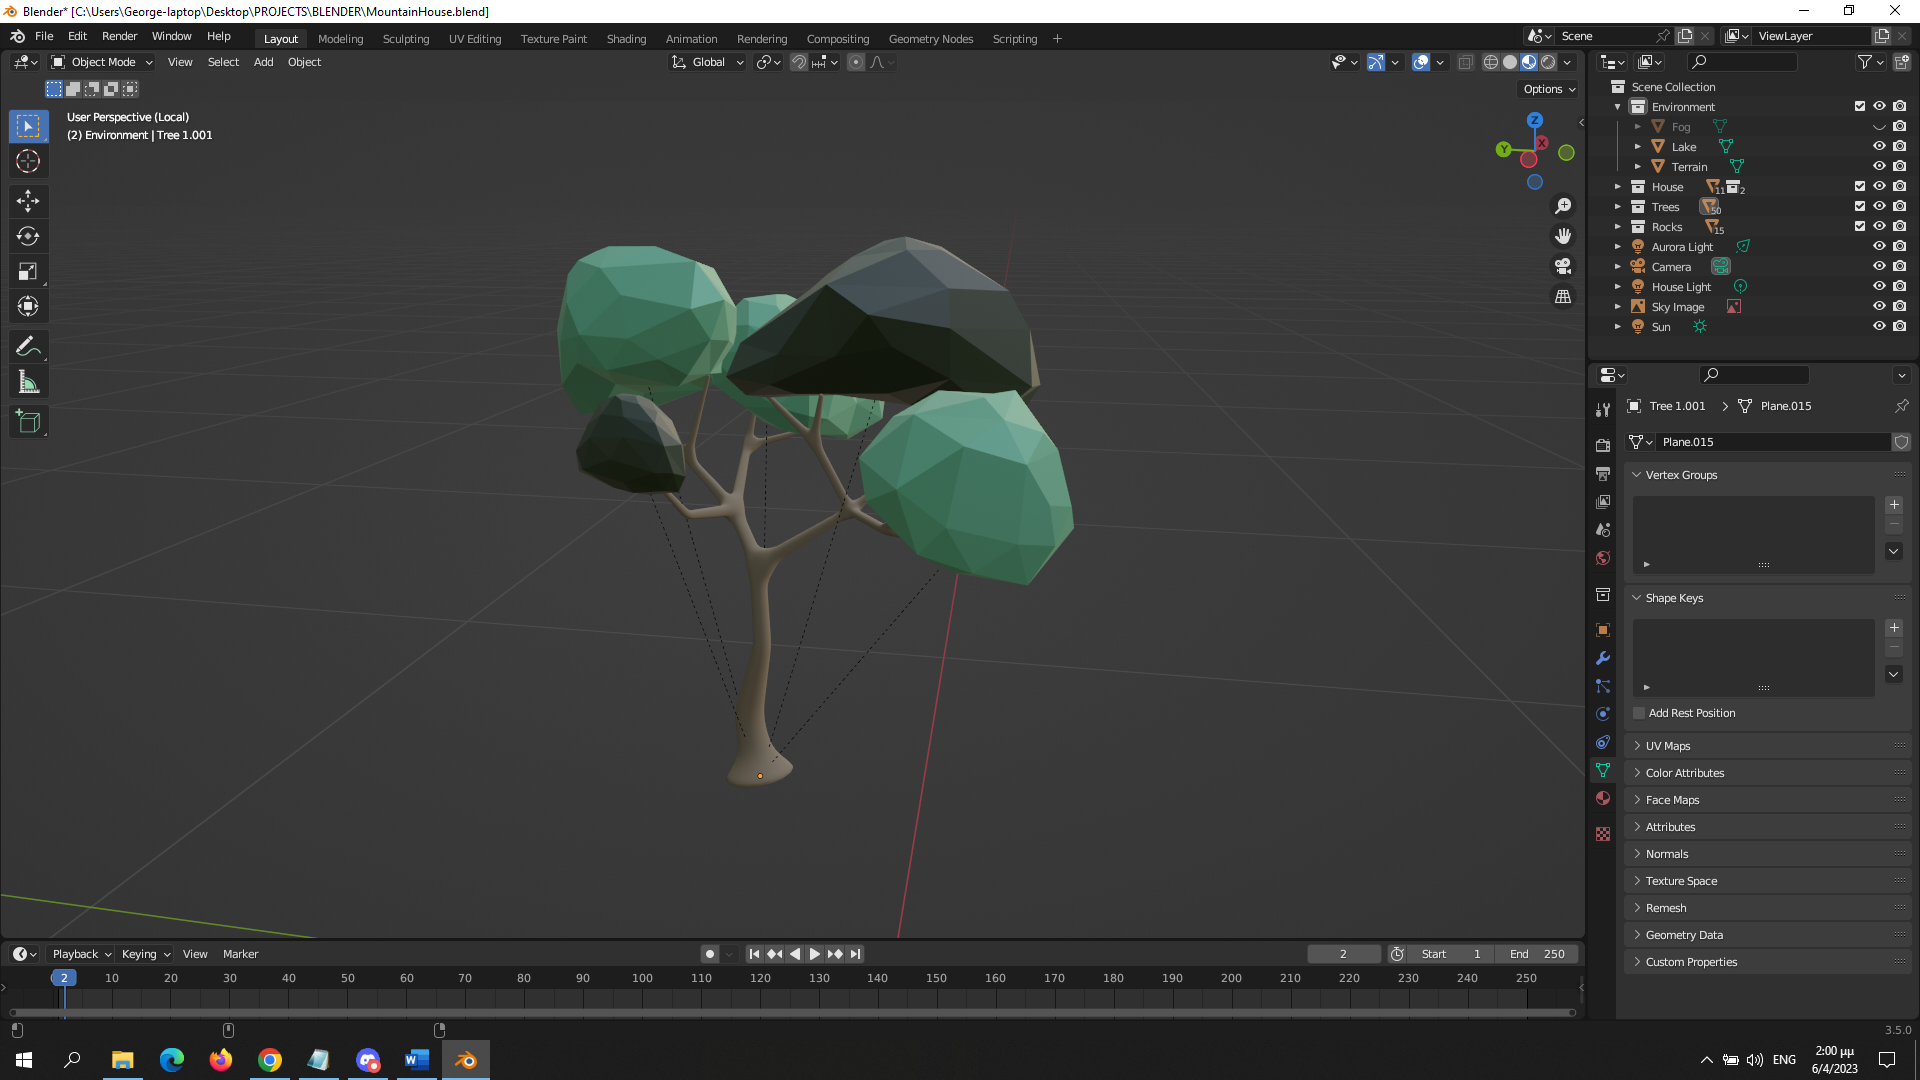 Blender* [C:\Users\George-laptop\Desktop\PROJECTS\BLENDER\MountainHouse.blend]
File Edit Render Window Help Layout Modeling Sculpting UV Editing Texture Paint Shading Animation Rendering Compositing Geometry Nodes Scripting + Scene ViewLayer
Object Mode View Select Add Object Global
Options
User Perspective (Local)
(2) Environment | Tree 1.001
Z
X
Y
Scene Collection
Environment
Fog
Lake
Terrain
House 11 2
Trees 50
Rocks 15
Aurora Light
Camera
House Light
Sky Image
Sun
Tree 1.001 Plane.015
Plane.015
Vertex Groups
Shape Keys
Add Rest Position
UV Maps
Color Attributes
Face Maps
Attributes
Normals
Texture Space
Remesh
Geometry Data
Custom Properties
Playback Keying View Marker 2 Start 1 End 250
2 10 20 30 40 50 60 70 80 90 100 110 120 130 140 150 160 170 180 190 200 210 220 230 240 250
3.5.0
ENG
2:00 μμ
6/4/2023